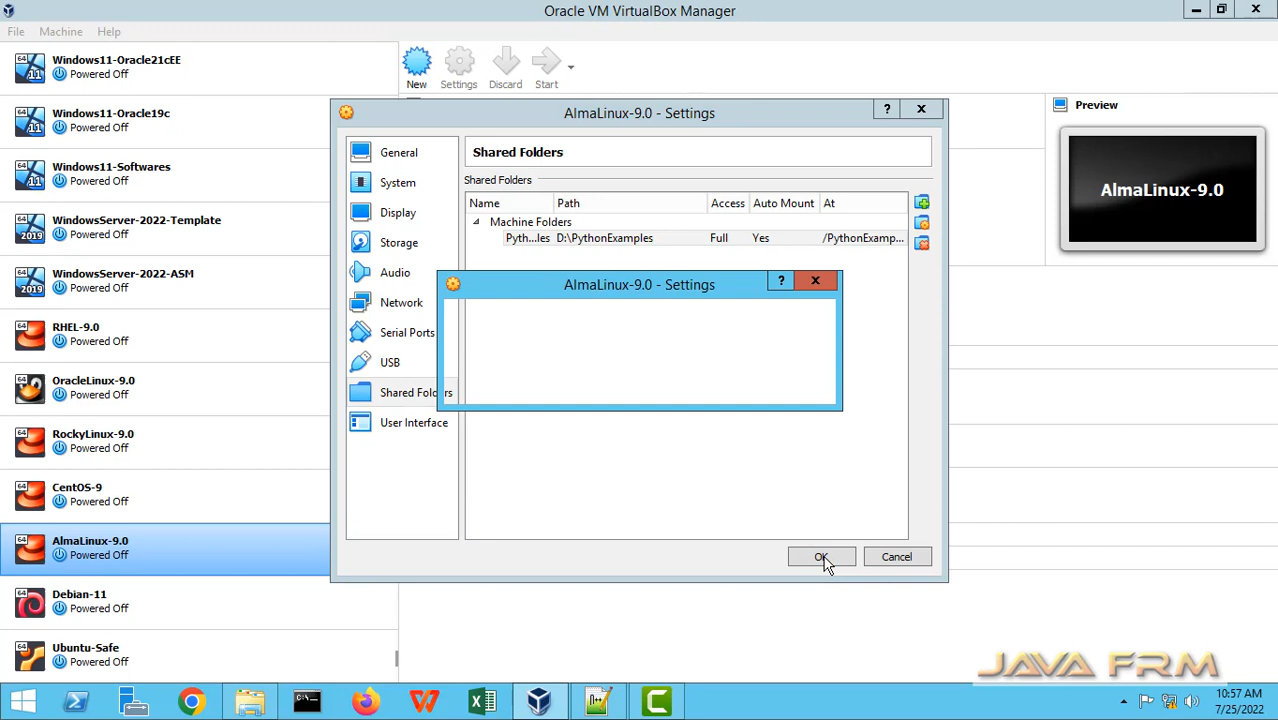 Oracle VM VirtualBox Manager
File Machine Help
Windows11-Oracle21cEE
Powered Off
Windows11-Oracle19c
Powered Off
Windows11-Softwares
Powered Off
WindowsServer-2022-Template
Powered Off
WindowsServer-2022-ASM
Powered Off
RHEL-9.0
Powered Off
OracleLinux-9.0
Powered Off
RockyLinux-9.0
Powered Off
CentOS-9
Powered Off
AlmaLinux-9.0
Powered Off
Debian-11
Powered Off
Ubuntu-Safe
Powered Off
New Settings Discard Start
Preview
AlmaLinux-9.0
AlmaLinux-9.0 - Settings
General
System
Display
Storage
Audio
Network
Serial Ports
USB
Shared Folders
User Interface
Shared Folders
Shared Folders
Name Path Access Auto Mount At
Machine Folders
Pyth...les D:\PythonExamples Full Yes /PythonExamp...
AlmaLinux-9.0 - Settings
OK Cancel
JAVA FRM
10:57 AM
7/25/2022